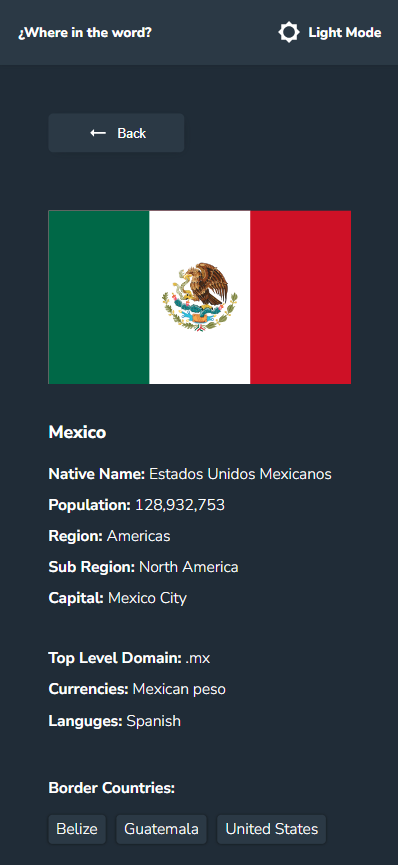 ¿Where in the word?
Light Mode
Back
Mexico
Native Name: Estados Unidos Mexicanos
Population: 128,932,753
Region: Americas
Sub Region: North America
Capital: Mexico City
Top Level Domain: .mx
Currencies: Mexican peso
Languges: Spanish
Border Countries:
Belize
Guatemala
United States